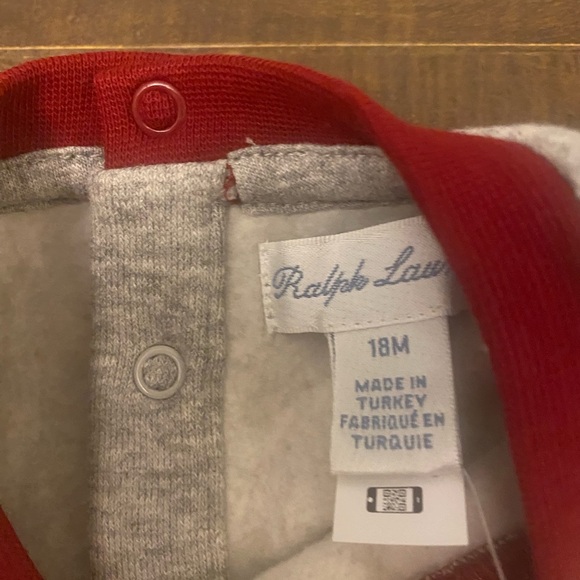 Ralph Lau
18M
MADE IN
TURKEY
FABRIQUÉ EN
TURQUIE